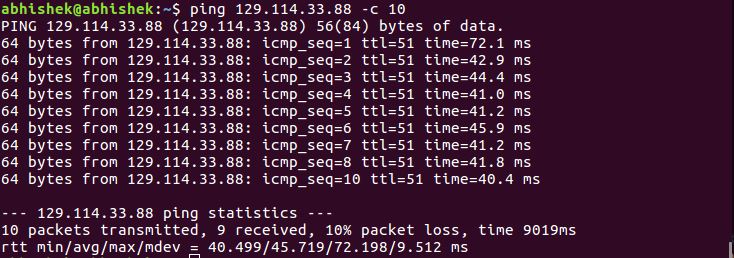 abhishek@abhishek:~$ ping 129.114.33.88 -c 10
PING 129.114.33.88 (129.114.33.88) 56(84) bytes of data.
64 bytes from 129.114.33.88: icmp_seq=1 ttl=51 time=72.1 ms
64 bytes from 129.114.33.88: icmp_seq=2 ttl=51 time=42.9 ms
64 bytes from 129.114.33.88: icmp_seq=3 ttl=51 time=44.4 ms
64 bytes from 129.114.33.88: icmp_seq=4 ttl=51 time=41.0 ms
64 bytes from 129.114.33.88: icmp_seq=5 ttl=51 time=41.2 ms
64 bytes from 129.114.33.88: icmp_seq=6 ttl=51 time=45.9 ms
64 bytes from 129.114.33.88: icmp_seq=7 ttl=51 time=41.2 ms
64 bytes from 129.114.33.88: icmp_seq=8 ttl=51 time=41.8 ms
64 bytes from 129.114.33.88: icmp_seq=10 ttl=51 time=40.4 ms
--- 129.114.33.88 ping statistics ---
10 packets transmitted, 9 received, 10% packet loss, time 9019ms
rtt min/avg/max/mdev = 40.499/45.719/72.198/9.512 ms